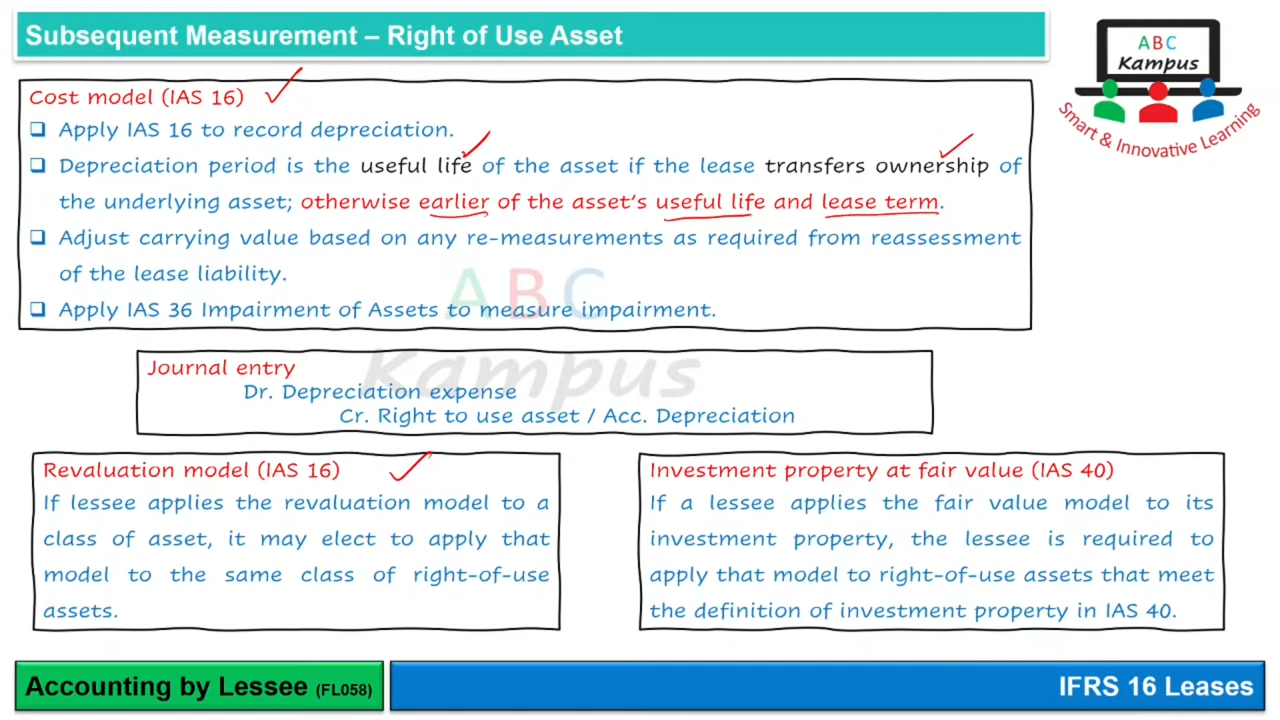 Subsequent Measurement – Right of Use Asset
ABC
Kampus
Smart & Innovative Learning
Cost model (IAS 16)
❑ Apply IAS 16 to record depreciation.
❑ Depreciation period is the useful life of the asset if the lease transfers ownership of
the underlying asset; otherwise earlier of the asset's useful life and lease term.
❑ Adjust carrying value based on any re-measurements as required from reassessment
of the lease liability.
❑ Apply IAS 36 Impairment of Assets to measure impairment.
ABC
Kampus
Journal entry
Dr. Depreciation expense
Cr. Right to use asset / Acc. Depreciation
Revaluation model (IAS 16)
If lessee applies the revaluation model to a
class of asset, it may elect to apply that
model to the same class of right-of-use
assets.
Investment property at fair value (IAS 40)
If a lessee applies the fair value model to its
investment property, the lessee is required to
apply that model to right-of-use assets that meet
the definition of investment property in IAS 40.
Accounting by Lessee (FL058)
IFRS 16 Leases